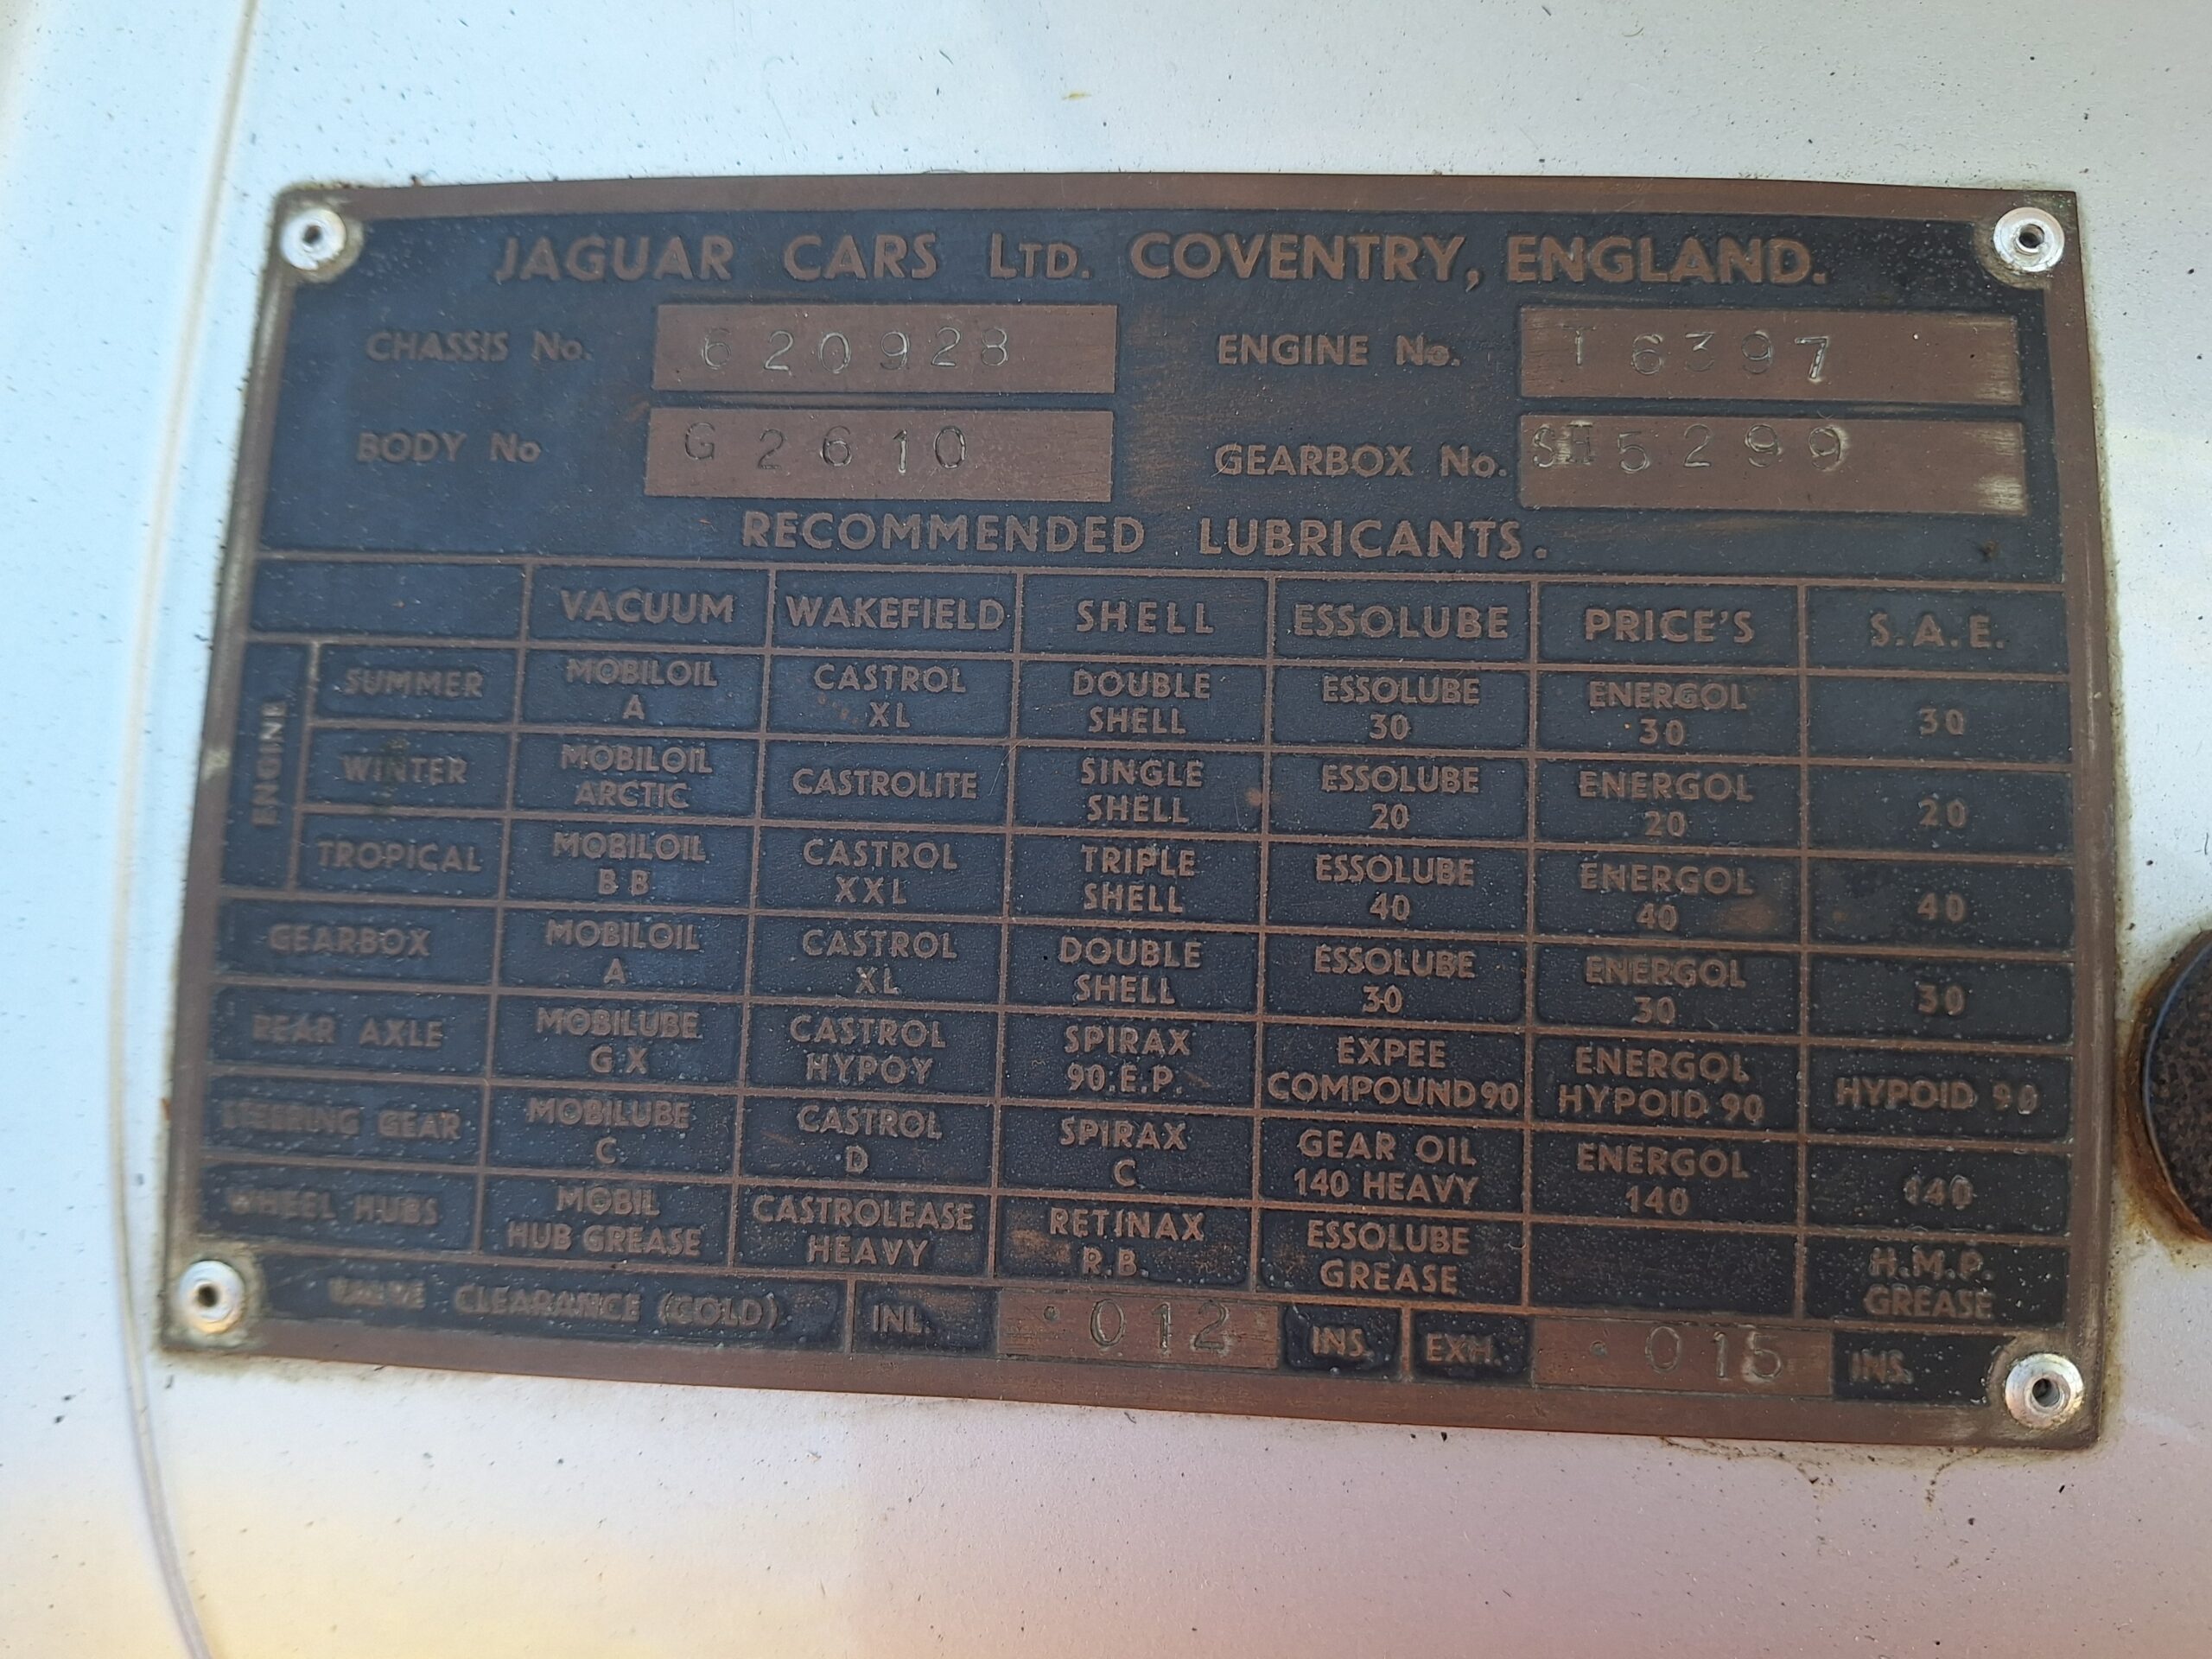 JAGUAR CARS LTD. COVENTRY, ENGLAND.
CHASSIS No. 620928 ENGINE No. T 6397
BODY No G 2610 GEARBOX No. SH 5299
RECOMMENDED LUBRICANTS.
VACUUM WAKEFIELD SHELL ESSOLUBE PRICE'S S.A.E.
ENGINE
SUMMER MOBILOIL A CASTROL XL DOUBLE SHELL ESSOLUBE 30 ENERGOL 30 30
WINTER MOBILOIL ARCTIC CASTROLITE SINGLE SHELL ESSOLUBE 20 ENERGOL 20 20
TROPICAL MOBILOIL BB CASTROL XXL TRIPLE SHELL ESSOLUBE 40 ENERGOL 40 40
GEARBOX MOBILOIL A CASTROL XL DOUBLE SHELL ESSOLUBE 30 ENERGOL 30 30
REAR AXLE MOBILUBE GX CASTROL HYPOY SPIRAX 90.E.P. EXPEE COMPOUND 90 ENERGOL HYPOID 90 HYPOID 90
STEERING GEAR MOBILUBE C CASTROL D SPIRAX C GEAR OIL 140 HEAVY ENERGOL 140 140
WHEEL HUBS MOBIL HUB GREASE CASTROLEASE HEAVY RETINAX R.B. ESSOLUBE GREASE H.M.P. GREASE
VALVE CLEARANCE (COLD) INL. .012 INS. EXH. .015 INS.